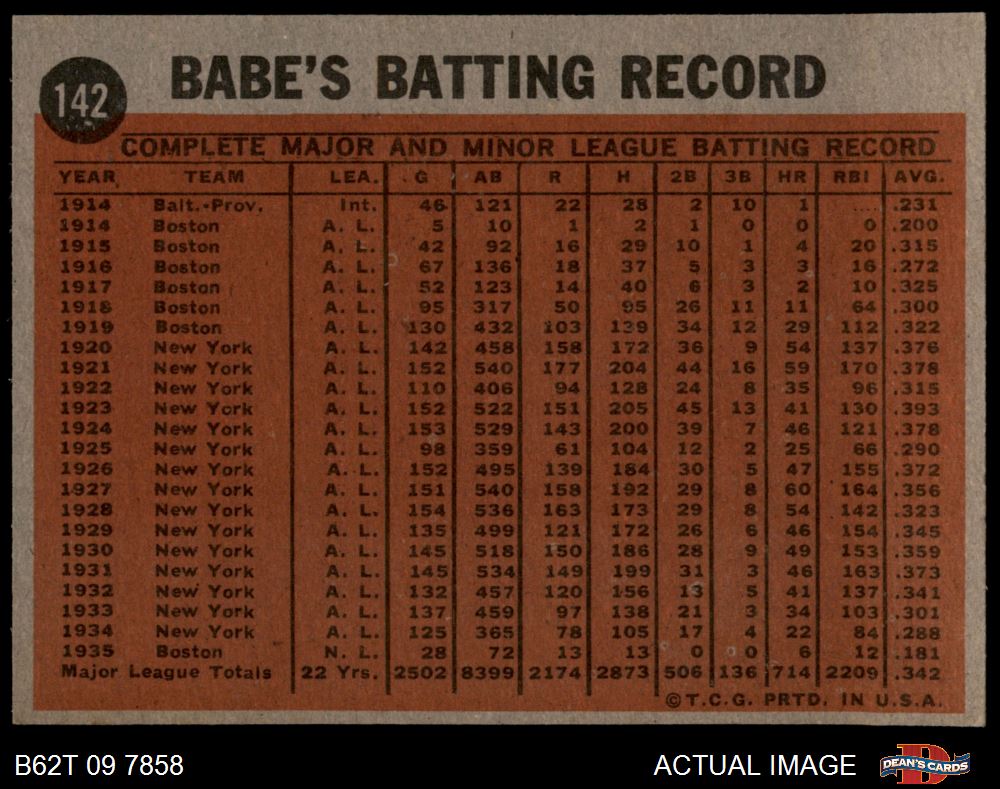 142
BABE'S BATTING RECORD
COMPLETE MAJOR AND MINOR LEAGUE BATTING RECORD
YEAR TEAM LEA. G AB R H 2B 3B HR RBI AVG.
1914 Balt.-Prov. Int. 46 121 22 28 2 10 1 .... .231
1914 Boston A. L. 5 10 1 2 1 0 0 0 .200
1915 Boston A. L. 42 92 16 29 10 1 4 20 .315
1916 Boston A. L. 67 136 18 37 5 3 3 16 .272
1917 Boston A. L. 52 123 14 40 6 3 2 10 .325
1918 Boston A. L. 95 317 50 95 26 11 11 64 .300
1919 Boston A. L. 130 432 103 139 34 12 29 112 .322
1920 New York A. L. 142 458 158 172 36 9 54 137 .376
1921 New York A. L. 152 540 177 204 44 16 59 170 .378
1922 New York A. L. 110 406 94 128 24 8 35 96 .315
1923 New York A. L. 152 522 151 205 45 13 41 130 .393
1924 New York A. L. 153 529 143 200 39 7 46 121 .378
1925 New York A. L. 98 359 61 104 12 2 25 66 .290
1926 New York A. L. 152 495 139 184 30 5 47 155 .372
1927 New York A. L. 151 540 158 192 29 8 60 164 .356
1928 New York A. L. 154 536 163 173 29 8 54 142 .323
1929 New York A. L. 135 499 121 172 26 6 46 154 .345
1930 New York A. L. 145 518 150 186 28 9 49 153 .359
1931 New York A. L. 145 534 149 199 31 3 46 163 .373
1932 New York A. L. 132 457 120 156 13 5 41 137 .341
1933 New York A. L. 137 459 97 138 21 3 34 103 .301
1934 New York A. L. 125 365 78 105 17 4 22 84 .288
1935 Boston N. L. 28 72 13 13 0 0 6 12 .181
Major League Totals 22 Yrs. 2502 8399 2174 2873 506 136 714 2209 .342
©T.C.G. PRTD. IN U.S.A.
B62T 09 7858 ACTUAL IMAGE DEAN'S CARDS